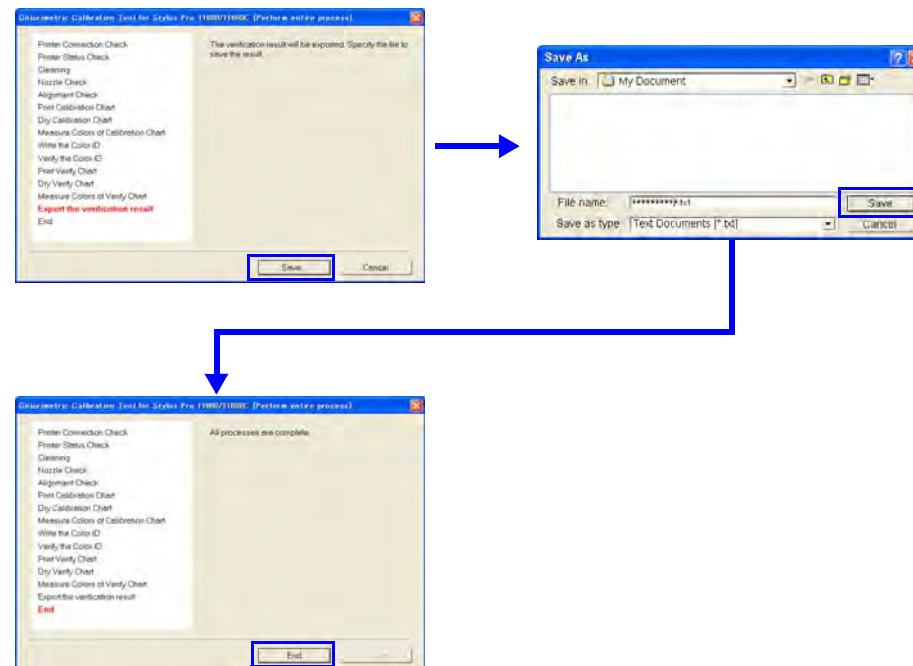 Colorimetric Calibration Tool for Stylus Pro 11880/11880C [Perform entire process]
Printer Connection Check
Printer Status Check
Cleaning
Nozzle Check
Alignment Check
Print Calibration Chart
Dry Calibration Chart
Measure Colors of Calibration Chart
Write the Color ID
Verify the Color ID
Print Verify Chart
Dry Verify Chart
Measure Colors of Verify Chart
Export the verification result
End
The verification result will be exported. Specify the file to
save the result.
Save
Cancel
Save As
Save in:
My Document
File name:
*********.txt
Save
Save as type
Text Documents [*.txt]
Cancel
Colorimetric Calibration Tool for Stylus Pro 11880/11880C [Perform entire process]
Printer Connection Check
Printer Status Check
Cleaning
Nozzle Check
Alignment Check
Print Calibration Chart
Dry Calibration Chart
Measure Colors of Calibration Chart
Write the Color ID
Verify the Color ID
Print Verify Chart
Dry Verify Chart
Measure Colors of Verify Chart
Export the verification result
End
All processes are complete.
End